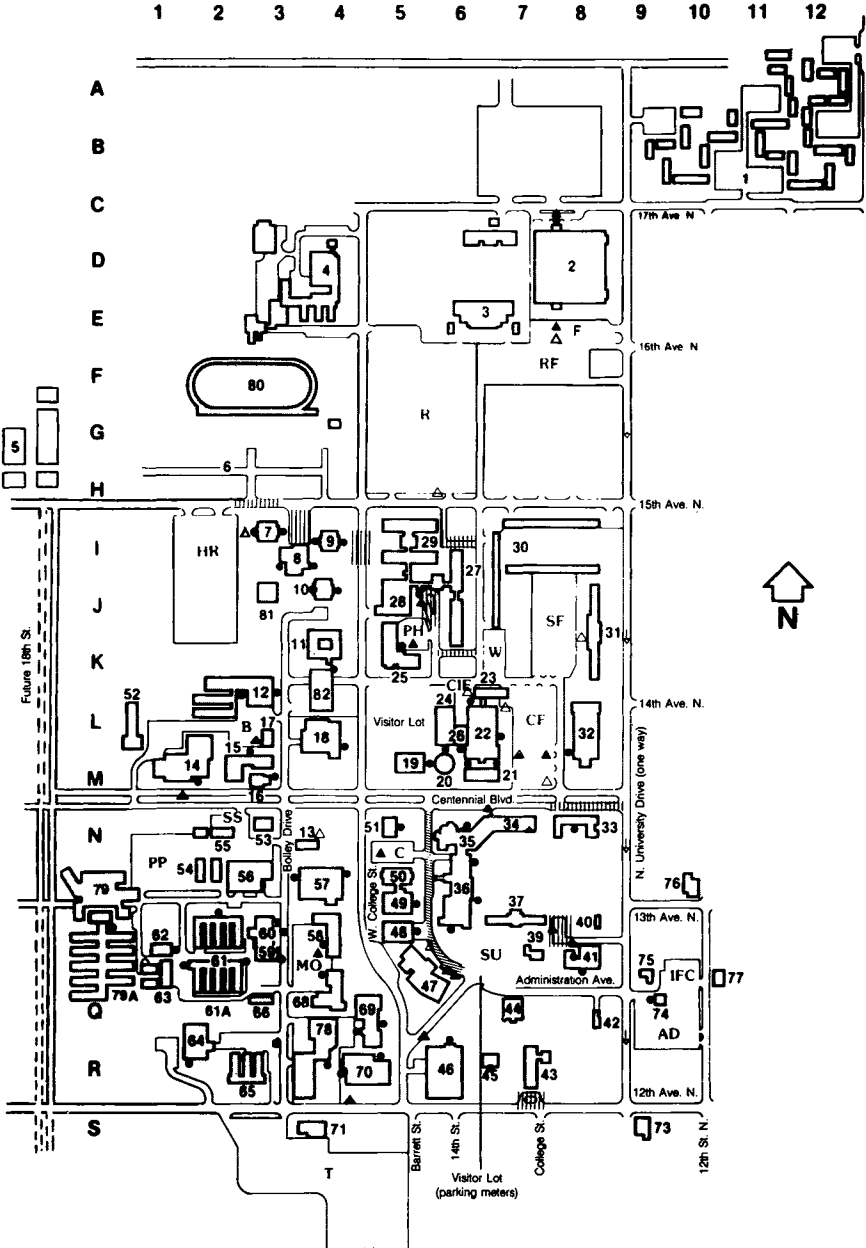 1 2 3 4 5 6 7 8 9 10 11 12
A
B
1
C
17th Ave N
D
4
2
E
3
F
16th Ave N
RF
F
80
G
R
5
6
H
15th Ave. N.
7
9
I
HR
8
29
30
27
10
28
J
81
SF
N
31
PH
11
W
K
Future 18th St.
25
23
52
12
82
CIE
24
14th Ave. N.
L
B
17
18
Visitor Lot
26
22
CF
32
15
14
19
20
21
M
16
Centennial Blvd.
N. University Drive (one way)
SS
53
Bolley Drive
13
51
34
33
N
55
35
C
PP
54
56
57
W. College St.
50
36
76
79
49
37
13th Ave. N.
62
60
58
48
40
61
59
MO
SU
39
41
75
IFC
77
47
Administration Ave.
79A
63
61A
66
68
69
44
74
Q
42
AD
64
78
R
65
70
46
45
43
12th Ave. N.
S
71
73
Barrett St.
14th St.
College St.
12th St. N.
T
Visitor Lot
(parking meters)